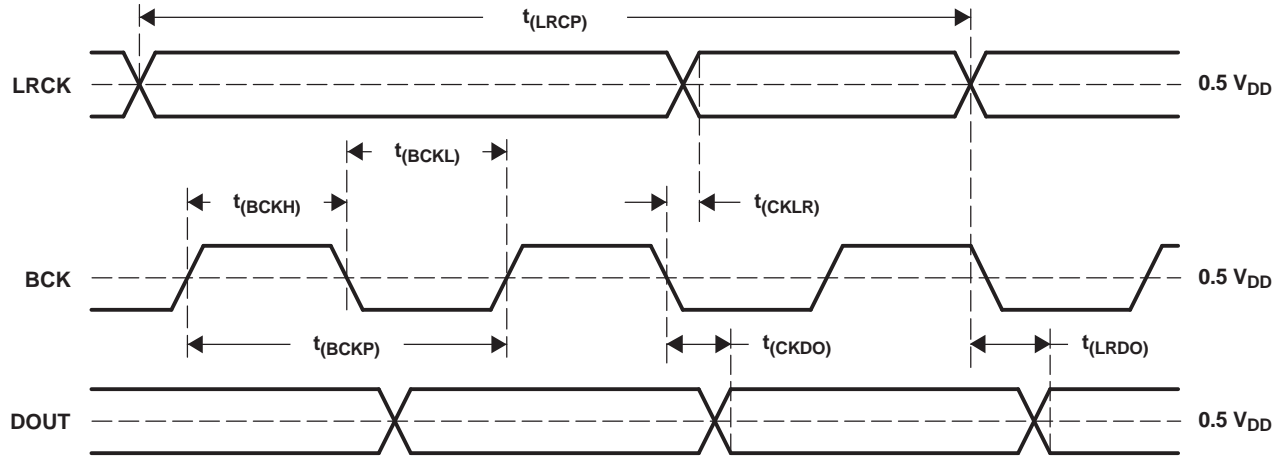 t(LRCP)
LRCK
0.5 VDD
t(BCKL)
t(BCKH)
t(CKLR)
BCK
0.5 VDD
t(BCKP)
t(CKDO)
t(LRDO)
DOUT
0.5 VDD